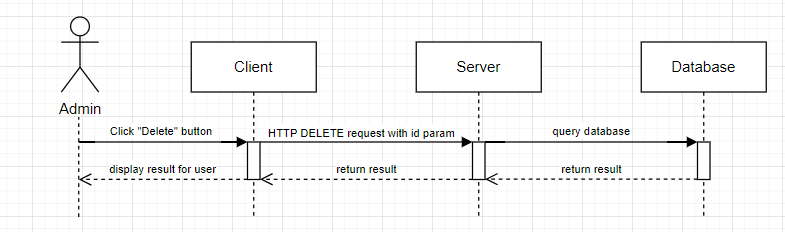 Client
Server
Database
Admin
Click "Delete" button
HTTP DELETE request with id param
query database
display result for user
return result
return result